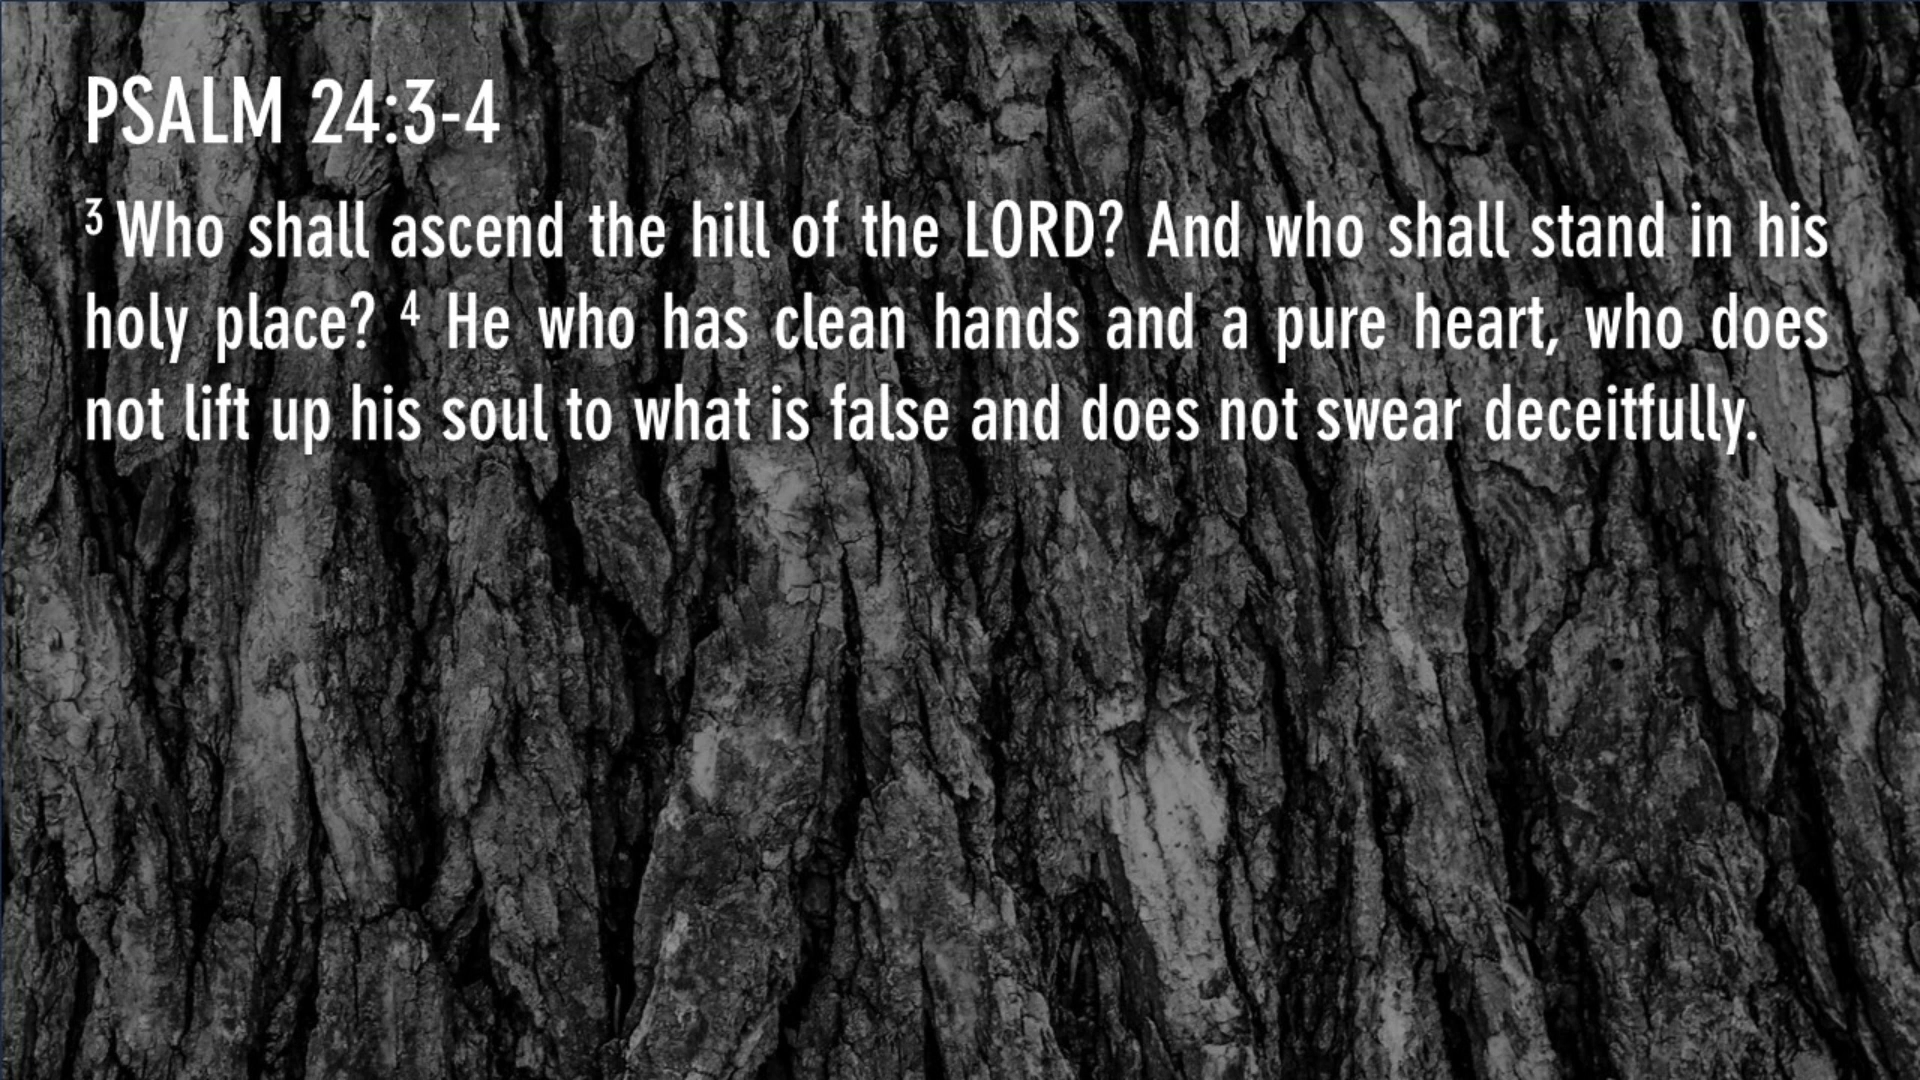 PSALM 24:3-4
3 Who shall ascend the hill of the LORD? And who shall stand in his
holy place? 4 He who has clean hands and a pure heart, who does
not lift up his soul to what is false and does not swear deceitfully.